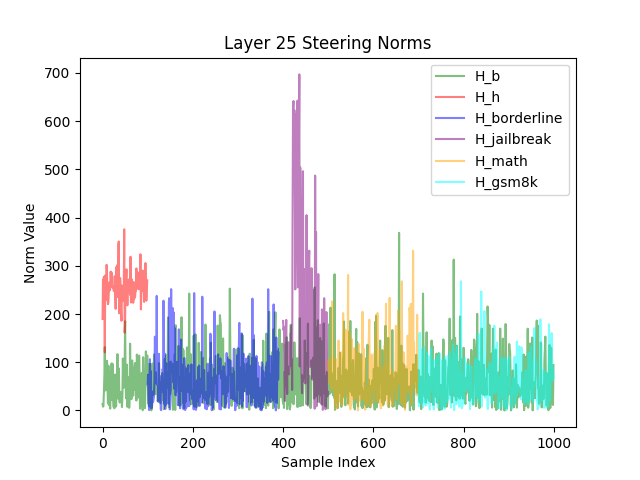 Layer 25 Steering Norms
Norm Value
700
600
500
400
300
200
100
0
H_b
H_h
H_borderline
H_jailbreak
H_math
H_gsm8k
0
200
400
600
800
1000
Sample Index